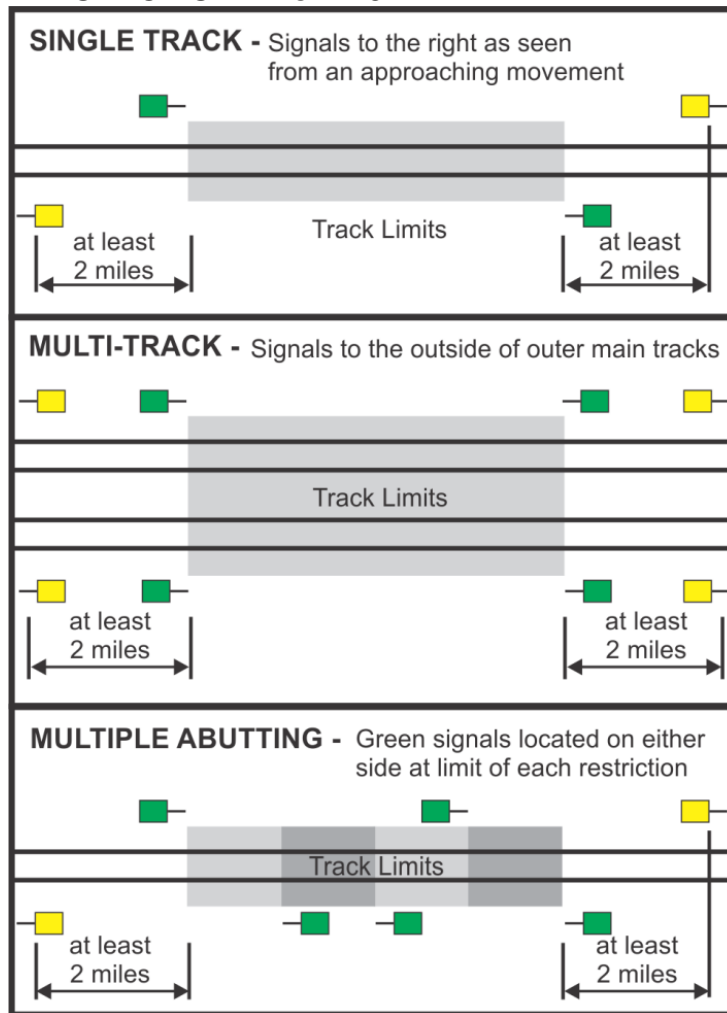 SINGLE TRACK - Signals to the right as seen
from an approaching movement
Track Limits
at least
2 miles
at least
2 miles
MULTI-TRACK - Signals to the outside of outer main tracks
Track Limits
at least
2 miles
at least
2 miles
MULTIPLE ABUTTING - Green signals located on either
side at limit of each restriction
Track Limits
at least
2 miles
at least
2 miles